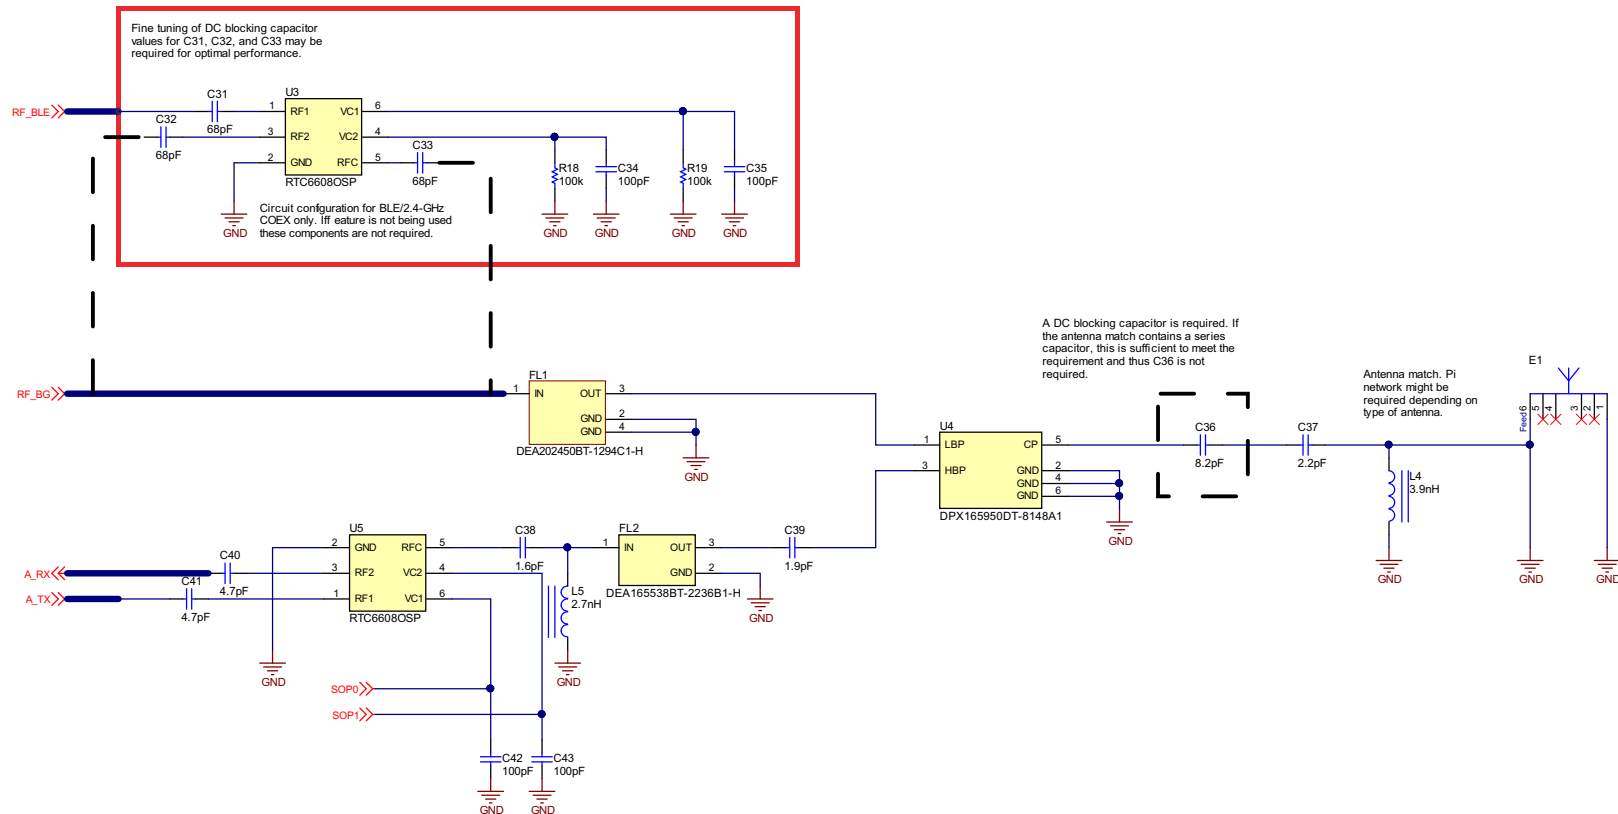 Fine tuning of DC blocking capacitor
values for C31, C32, and C33 may be
required for optimal performance.
RF_BLE
C31
68pF
C32
68pF
U3
1 RF1 VC1 6
3 RF2 VC2 4
2 GND RFC 5
RTC6608OSP
C33
68pF
R18
100k
C34
100pF
R19
100k
C35
100pF
GND
GND
GND
GND
GND
Circuit configuration for BLE/2.4-GHz
COEX only. Iff eature is not being used
these components are not required.
RF_BG
FL1
1 IN OUT 3
GND 2
GND 4
DEA202450BT-1294C1-H
GND
A DC blocking capacitor is required. If
the antenna match contains a series
capacitor, this is sufficient to meet the
requirement and thus C36 is not
required.
U4
1 LBP CP 5
3 HBP GND 2
GND 4
GND 6
DPX165950DT-8148A1
GND
C36
8.2pF
C37
2.2pF
Antenna match. Pi
network might be
required depending on
type of antenna.
E1
Feed 6 5 4 3 2 1
L4
3.9nH
GND
GND
GND
A_RX
A_TX
C40
4.7pF
C41
4.7pF
U5
2 GND RFC 5
3 RF2 VC2 4
1 RF1 VC1 6
RTC6608OSP
GND
C38
1.6pF
L5
2.7nH
GND
FL2
1 IN OUT 3
GND 2
DEA165538BT-2236B1-H
GND
C39
1.9pF
SOP0
SOP1
C42
100pF
C43
100pF
GND
GND